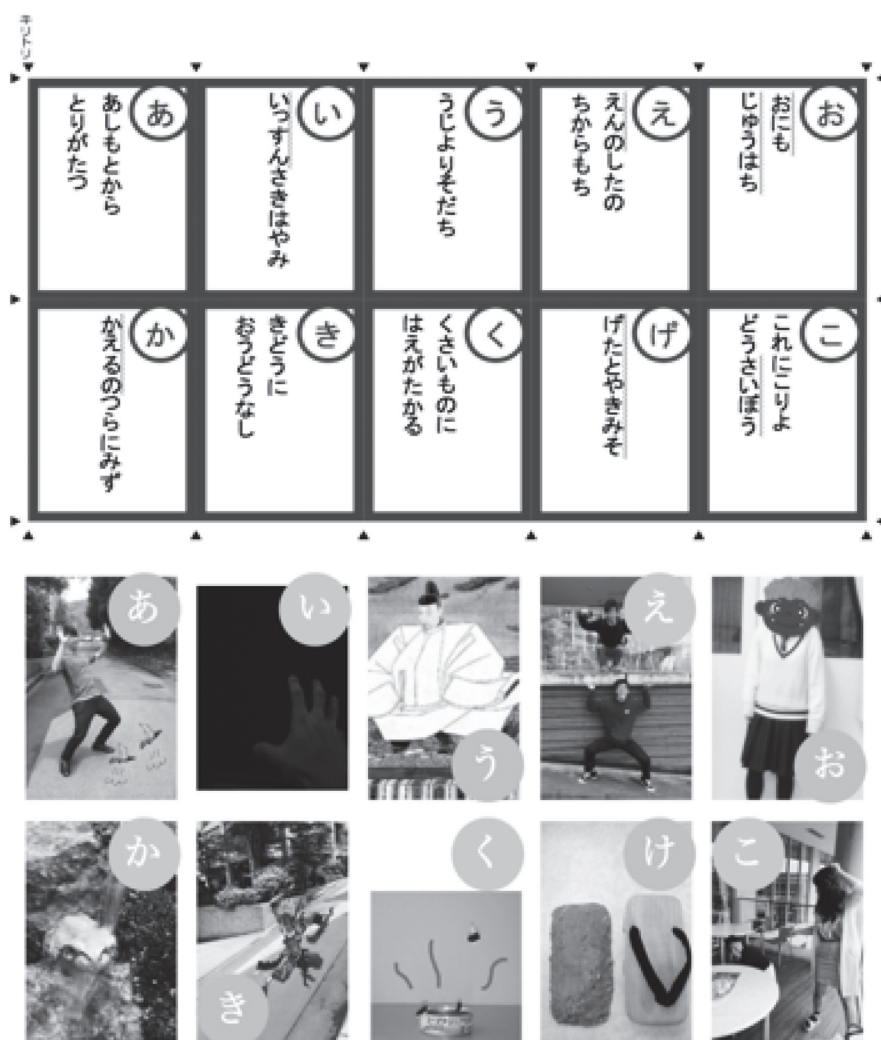 あ
あしもとから
とりがたつ
い
いっすんさきはやみ
う
うじよりそだち
え
えんのしたの
ちからもち
お
おにも
じゅうはち
か
かえるのつらにみず
き
きどうに
おうどうなし
く
くさいものに
はえがたかる
げ
げたとやきみそ
こ
これにこりよ
どうさいぼう
あ
い
う
え
お
か
き
く
け
こ